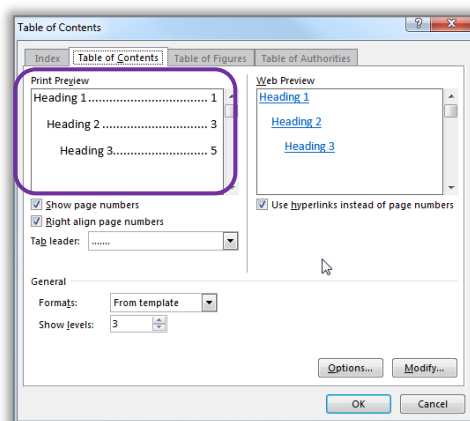 Table of Contents
Index Table of Contents Table of Figures Table of Authorities
Print Preview
Heading 1................................ 1
Heading 2 ............................ 3
Heading 3......................... 5
Web Preview
Heading 1
Heading 2
Heading 3
Show page numbers
Right align page numbers
Use hyperlinks instead of page numbers
Tab leader: .......
General
Formats: From template
Show levels: 3
Options... Modify...
OK Cancel